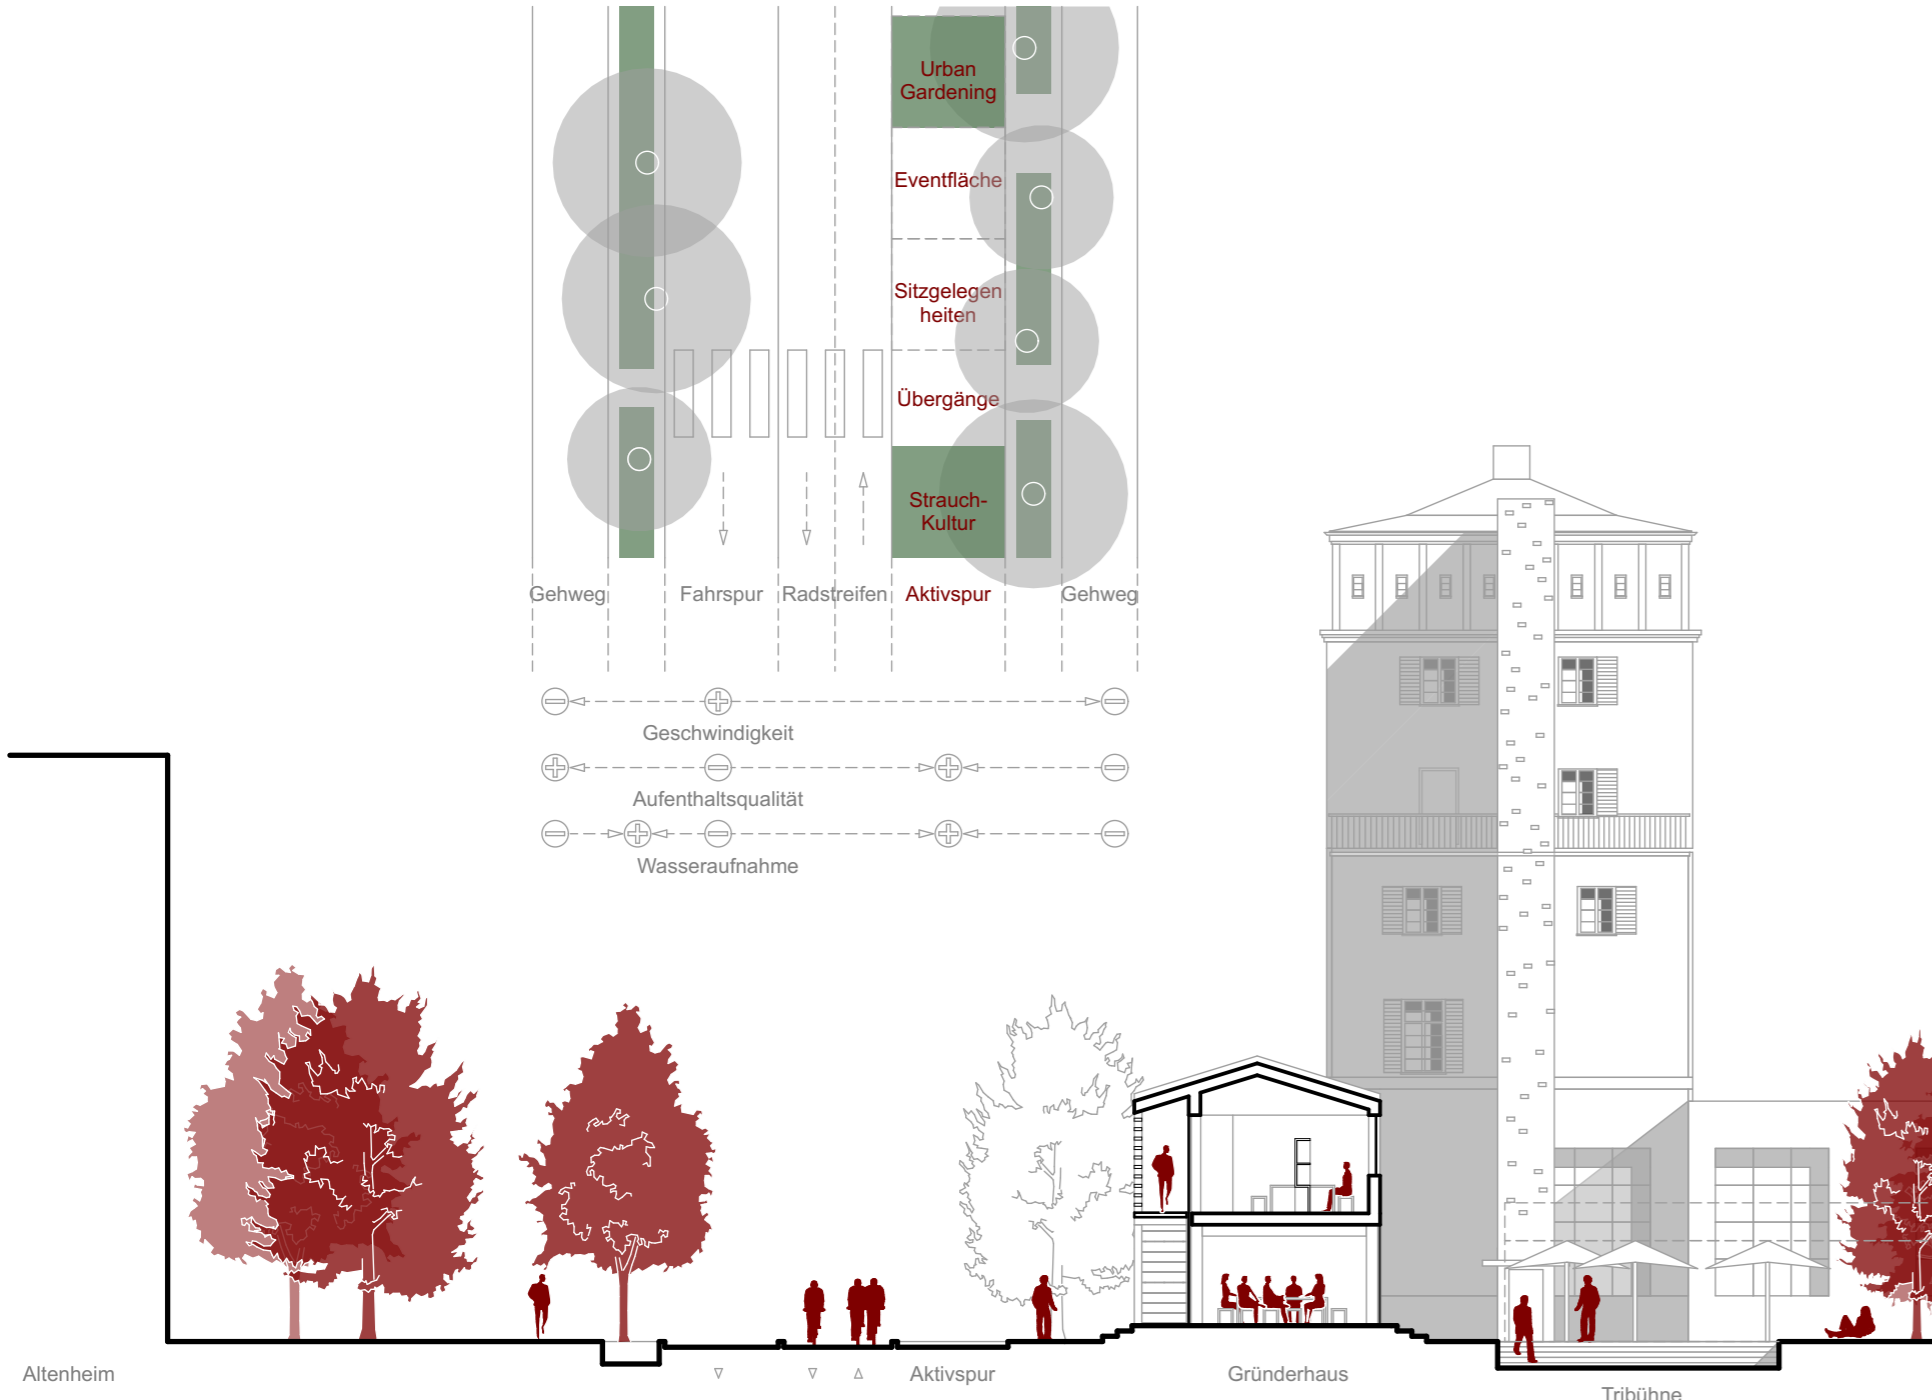 Urban
Gardening
Eventfläche
Sitzgelegen
heiten
Übergänge
Strauch-
Kultur
Gehweg
Fahrspur
Radstreifen
Aktivspur
Gehweg
Geschwindigkeit
Aufenthaltsqualität
Wasseraufnahme
Altenheim
Aktivspur
Gründerhaus
Tribühne